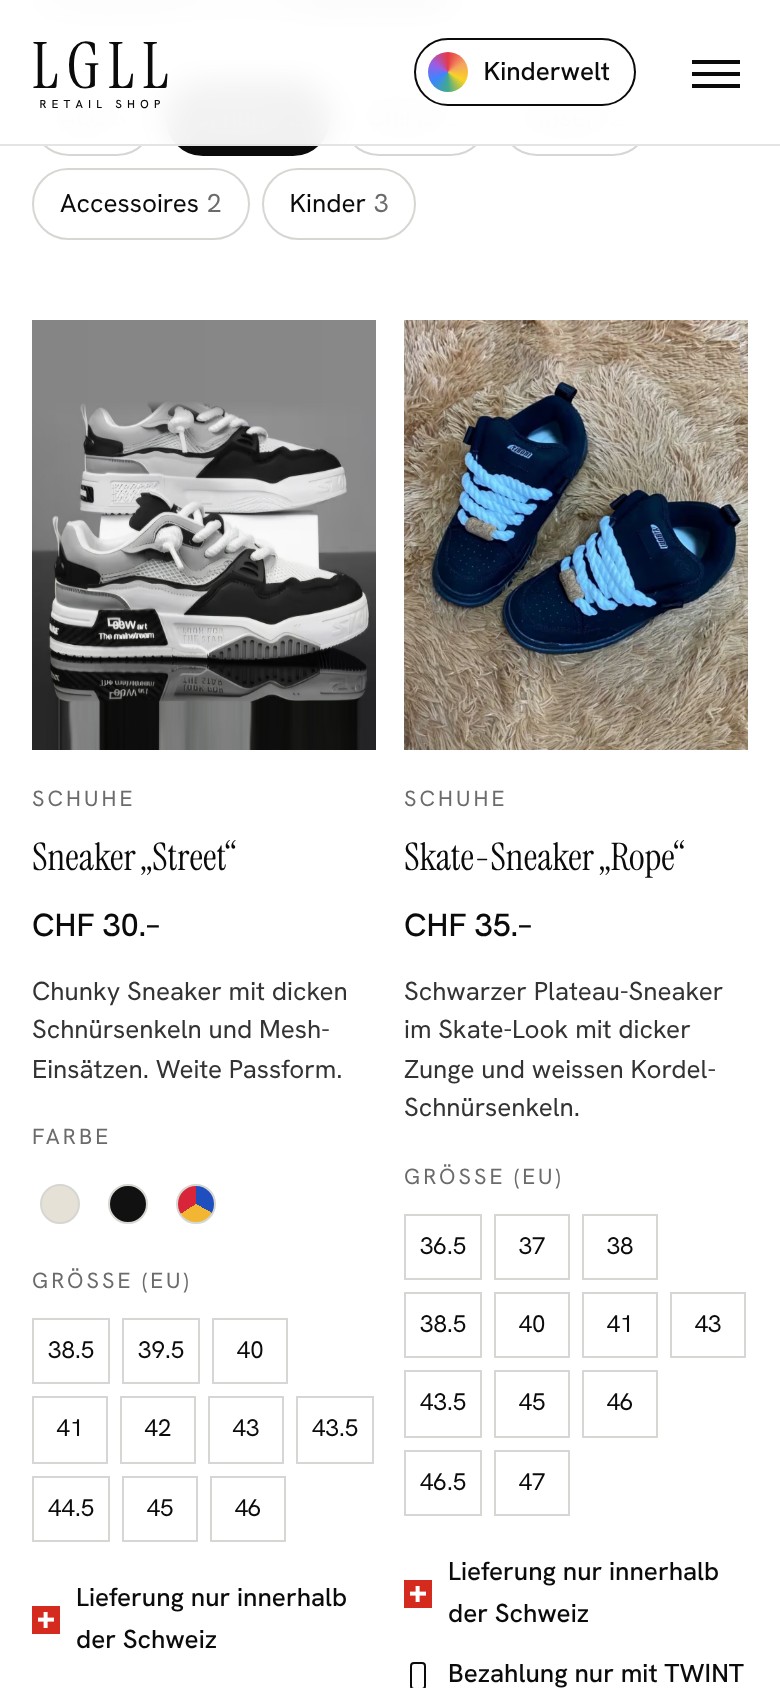 LGLL
RETAIL SHOP
Kinderwelt
Accessoires 2
Kinder 3
art
The mainstream
SCHUHE
Sneaker „Street“
CHF 30.–
Chunky Sneaker mit dicken
Schnürsenkeln und Mesh-
Einsätzen. Weite Passform.
FARBE
GRÖSSE (EU)
38.5 39.5 40
41 42 43 43.5
44.5 45 46
Lieferung nur innerhalb
der Schweiz
SCHUHE
Skate-Sneaker „Rope“
CHF 35.–
Schwarzer Plateau-Sneaker
im Skate-Look mit dicker
Zunge und weissen Kordel-
Schnürsenkeln.
GRÖSSE (EU)
36.5 37 38
38.5 40 41 43
43.5 45 46
46.5 47
Lieferung nur innerhalb
der Schweiz
Bezahlung nur mit TWINT